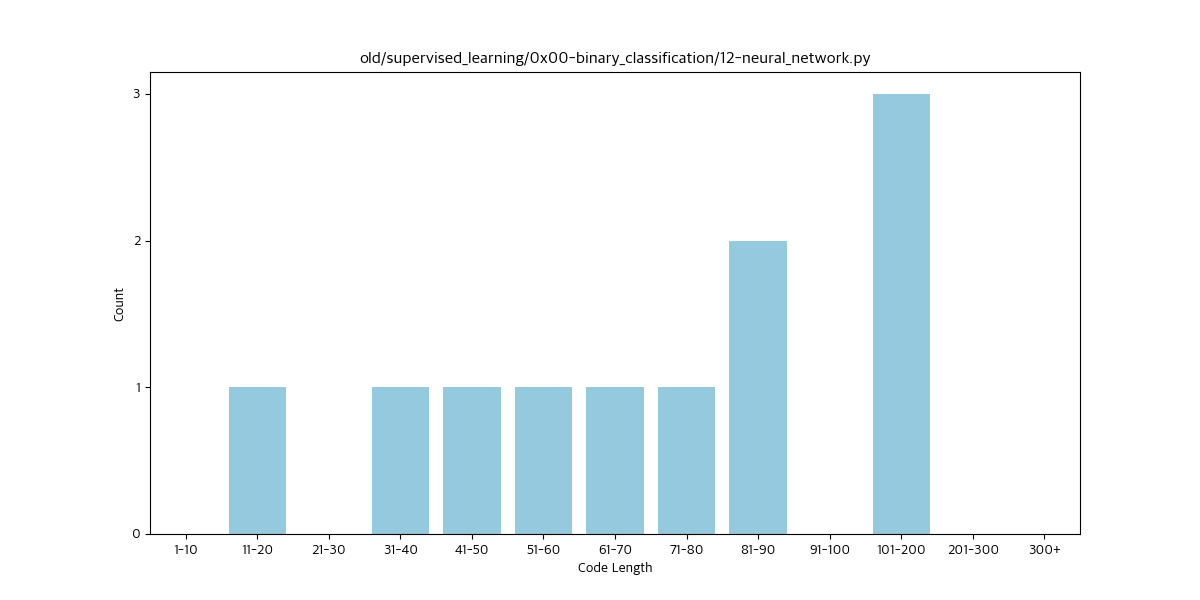 old/supervised_learning/0x00-binary_classification/12-neural_network.py
3
2
1
0
Count
1-10 11-20 21-30 31-40 41-50 51-60 61-70 71-80 81-90 91-100 101-200 201-300 300+
Code Length